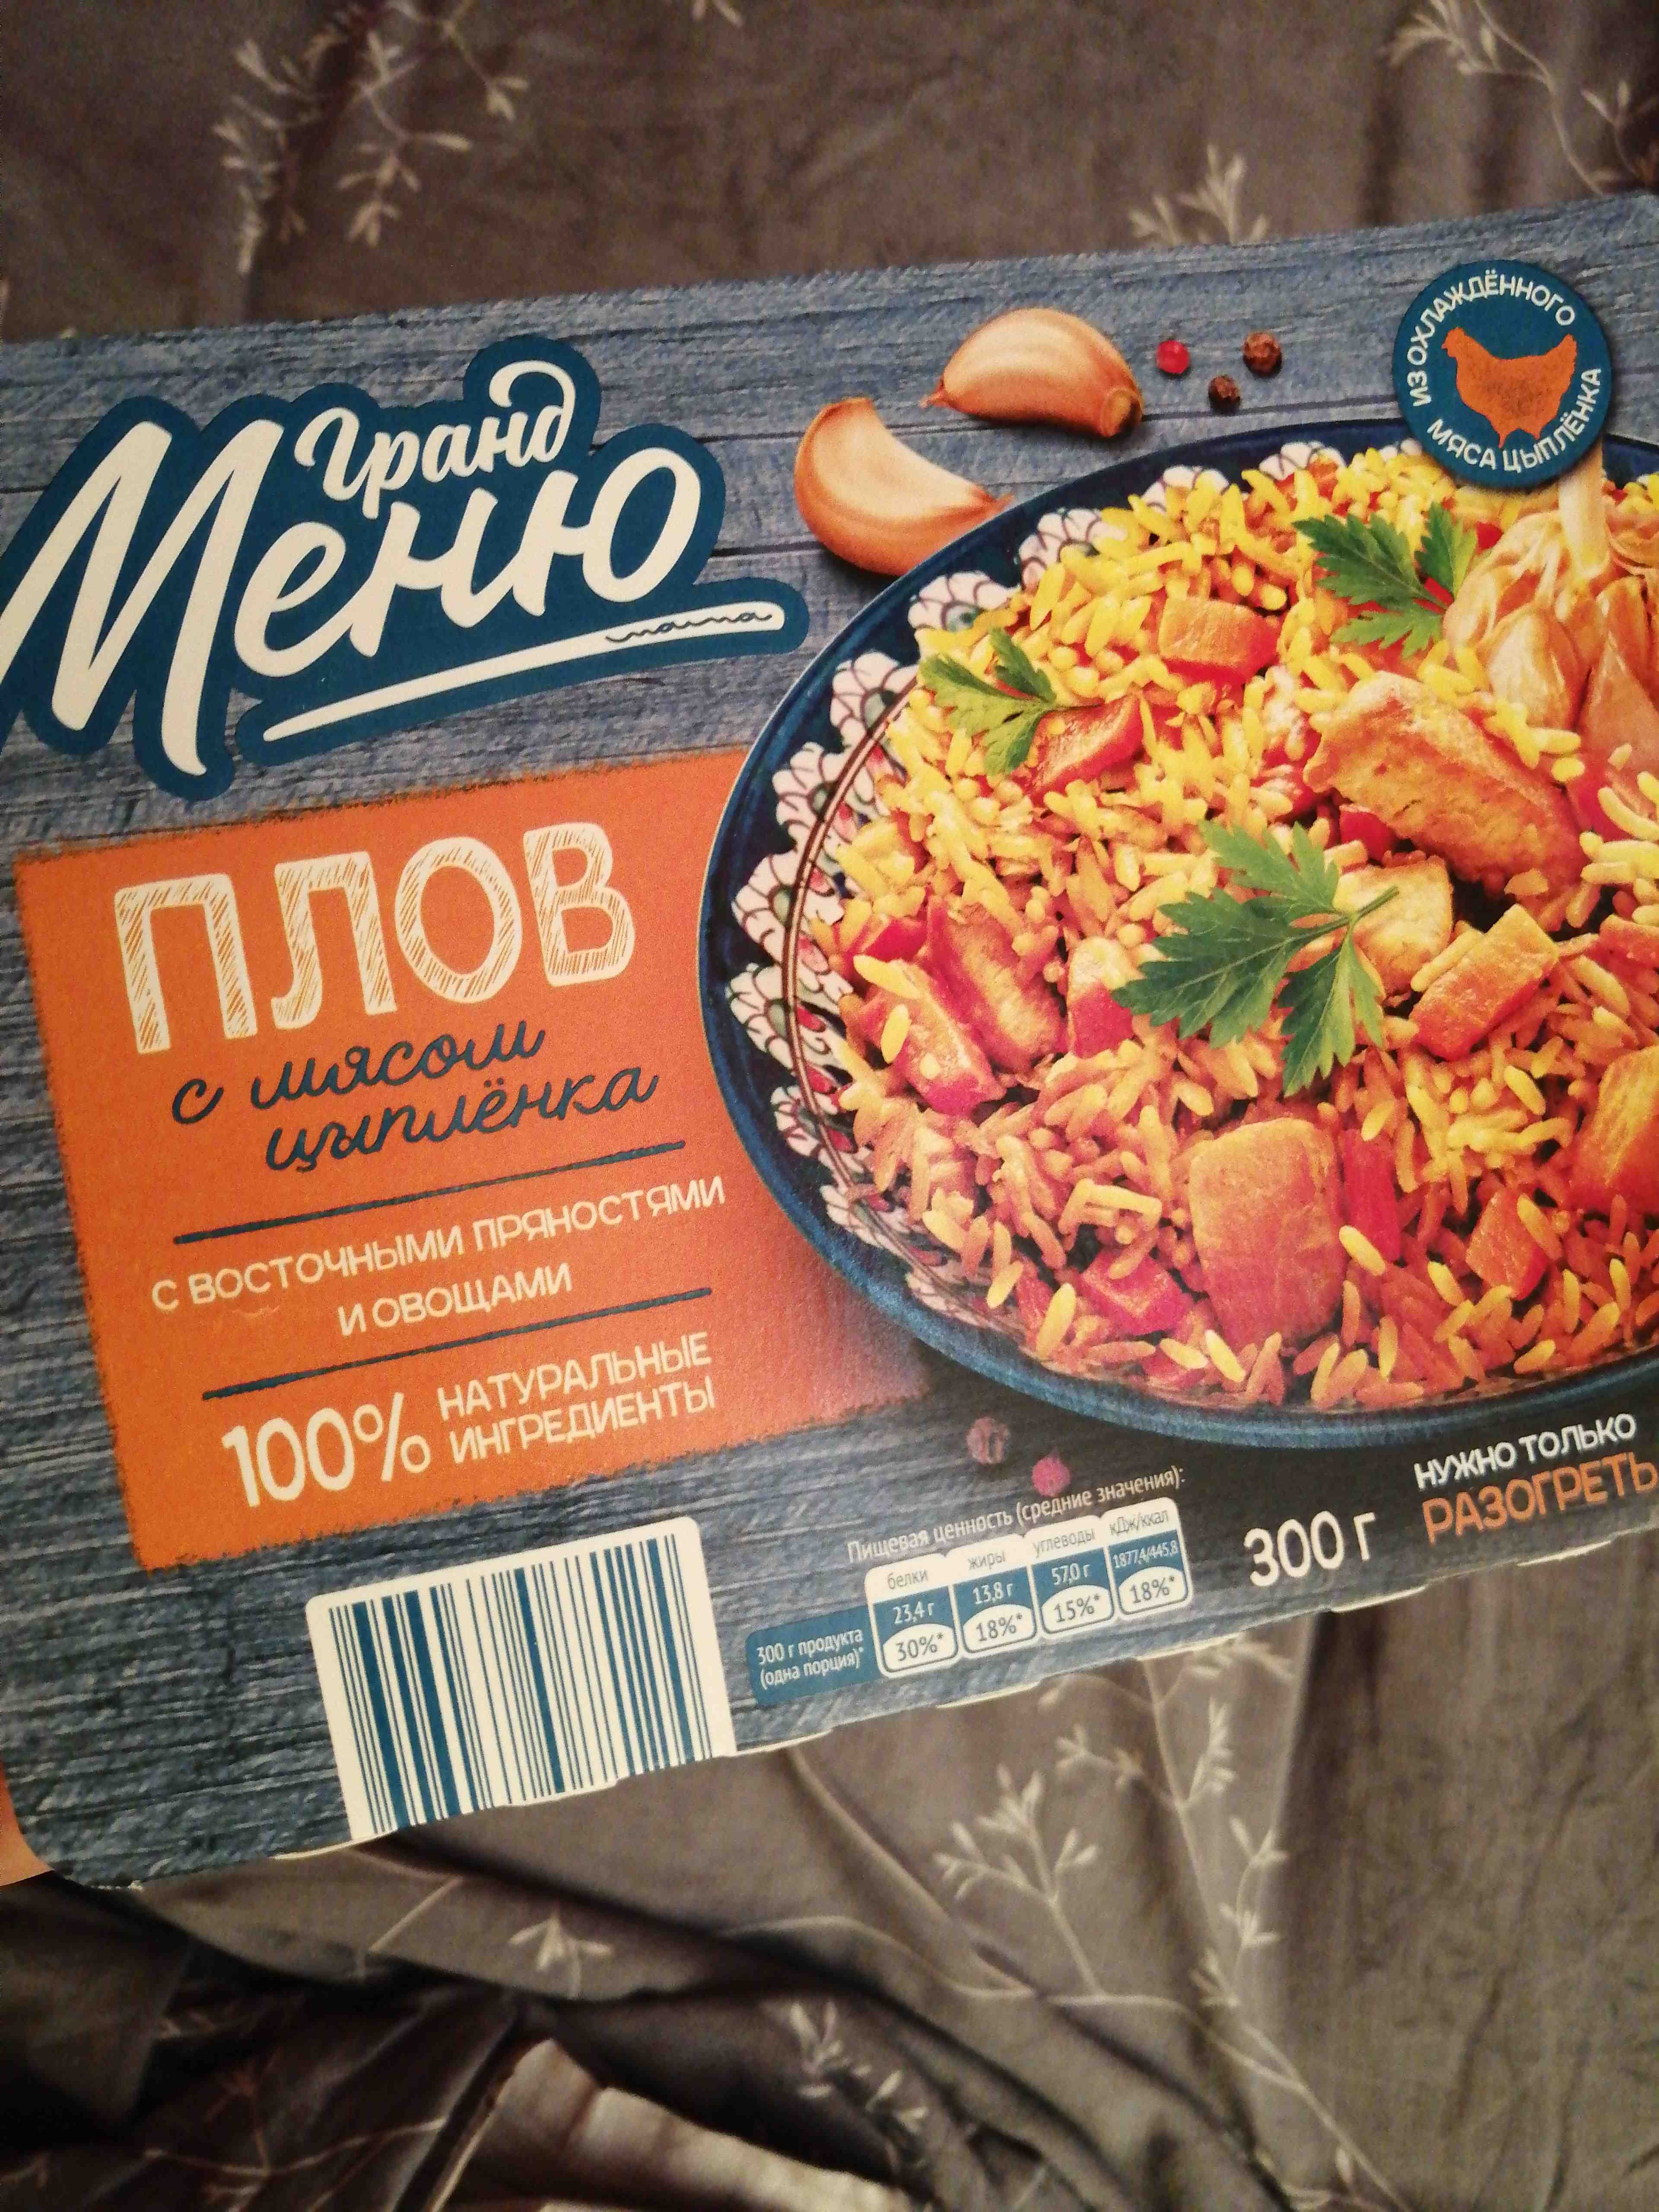 Гранд
Меню
ИЗ ОХЛАЖДЁННОГО
МЯСА ЦЫПЛЁНКА
ПЛОВ
с мясом
цыплёнка
С ВОСТОЧНЫМИ ПРЯНОСТЯМИ
И ОВОЩАМИ
100% НАТУРАЛЬНЫЕ
ИНГРЕДИЕНТЫ
Пищевая ценность (средние значения):
белки жиры углеводы кДж/ккал
300 г продукта
(одна порция)*
23,4 г 13,8 г 57,0 г 1877,4/445,8
30%* 18%* 15%* 18%*
300 г
НУЖНО ТОЛЬКО
РАЗОГРЕТЬ